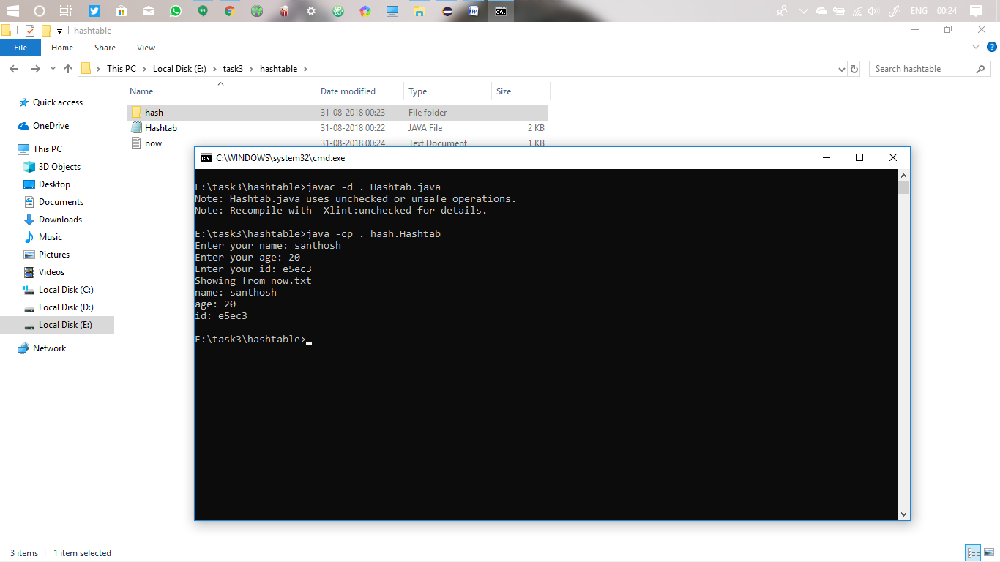 ENG 00:24
hashtable
File Home Share View
This PC Local Disk (E:) task3 hashtable
Search hashtable
Name Date modified Type Size
Quick access
OneDrive
This PC
3D Objects
Desktop
Documents
Downloads
Music
Pictures
Videos
Local Disk (C:)
Local Disk (D:)
Local Disk (E:)
Network
hash 31-08-2018 00:23 File folder
Hashtab 31-08-2018 00:22 JAVA File 2 KB
now 31-08-2018 00:24 Text Document 1 KB
C:\WINDOWS\system32\cmd.exe
E:\task3\hashtable>javac -d . Hashtab.java
Note: Hashtab.java uses unchecked or unsafe operations.
Note: Recompile with -Xlint:unchecked for details.
E:\task3\hashtable>java -cp . hash.Hashtab
Enter your name: santhosh
Enter your age: 20
Enter your id: e5ec3
Showing from now.txt
name: santhosh
age: 20
id: e5ec3
E:\task3\hashtable>
3 items 1 item selected